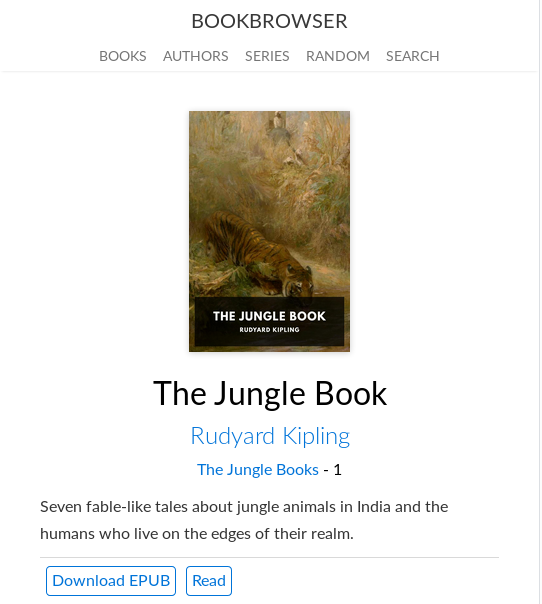 BOOKBROWSER
BOOKS AUTHORS SERIES RANDOM SEARCH
THE JUNGLE BOOK
RUDYARD KIPLING
The Jungle Book
Rudyard Kipling
The Jungle Books - 1
Seven fable-like tales about jungle animals in India and the
humans who live on the edges of their realm.
Download EPUB Read